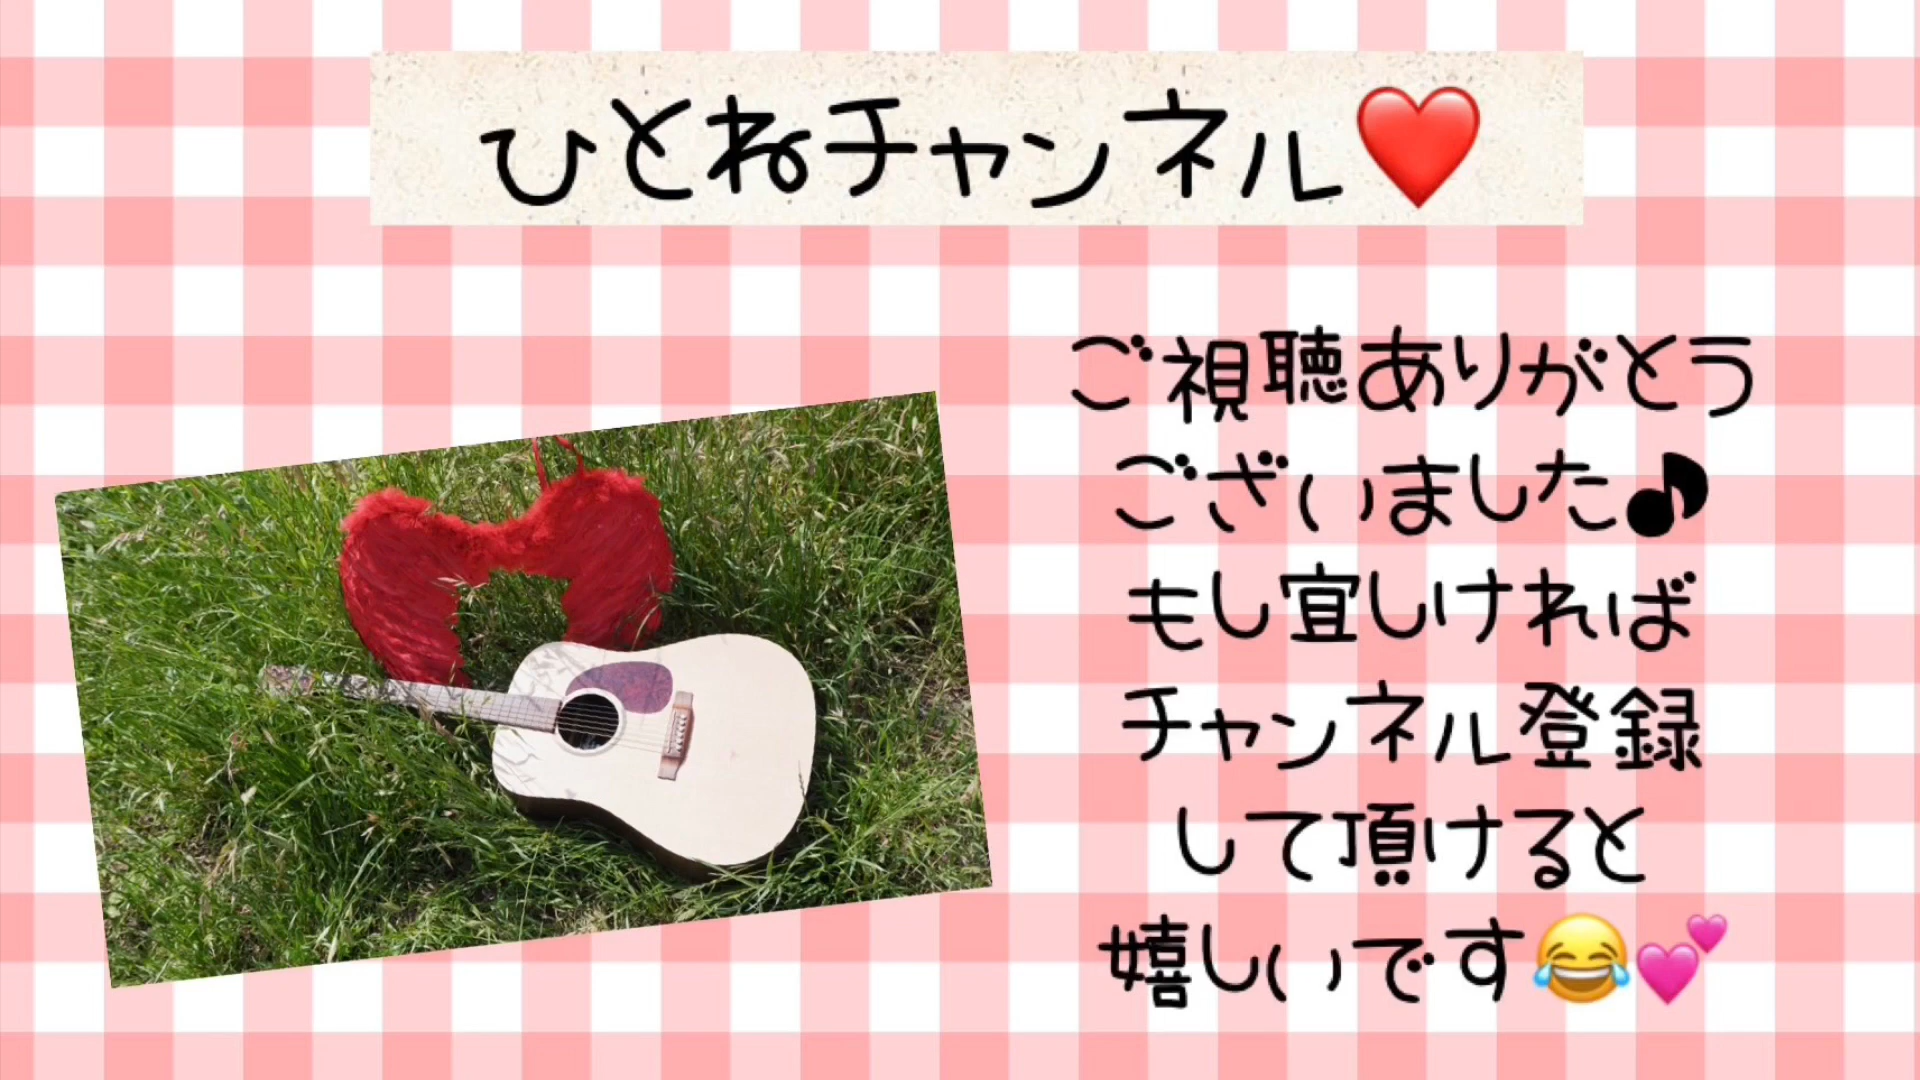 ひとねチャンネル❤️
ご視聴ありがとう
ございました♪
もし宜しければ
チャンネル登録
して頂けると
嬉しいです😂💕